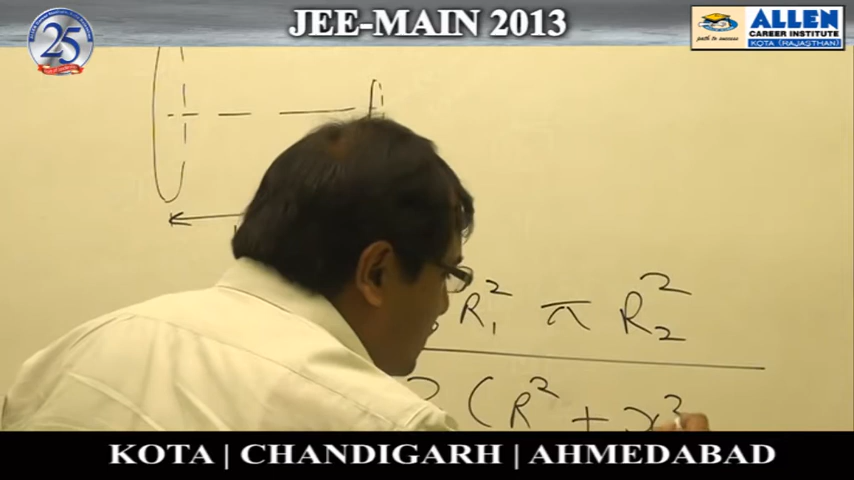 JEE-MAIN 2013
25
path to success
ALLEN
CAREER INSTITUTE
KOTA (RAJASTHAN)
R₁² π R₂²
2 (R² + x²
KOTA | CHANDIGARH | AHMEDABAD